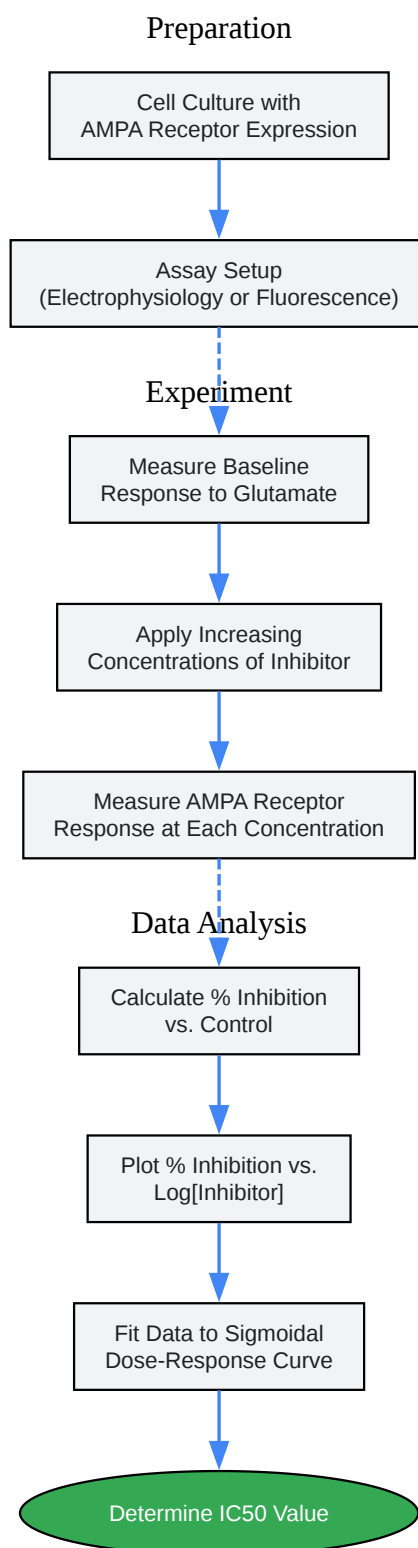 Preparation
Cell Culture with
AMPA Receptor Expression
Assay Setup
(Electrophysiology or Fluorescence)
Experiment
Measure Baseline
Response to Glutamate
Apply Increasing
Concentrations of Inhibitor
Measure AMPA Receptor
Response at Each Concentration
Data Analysis
Calculate % Inhibition
vs. Control
Plot % Inhibition vs.
Log[Inhibitor]
Fit Data to Sigmoidal
Dose-Response Curve
Determine IC50 Value